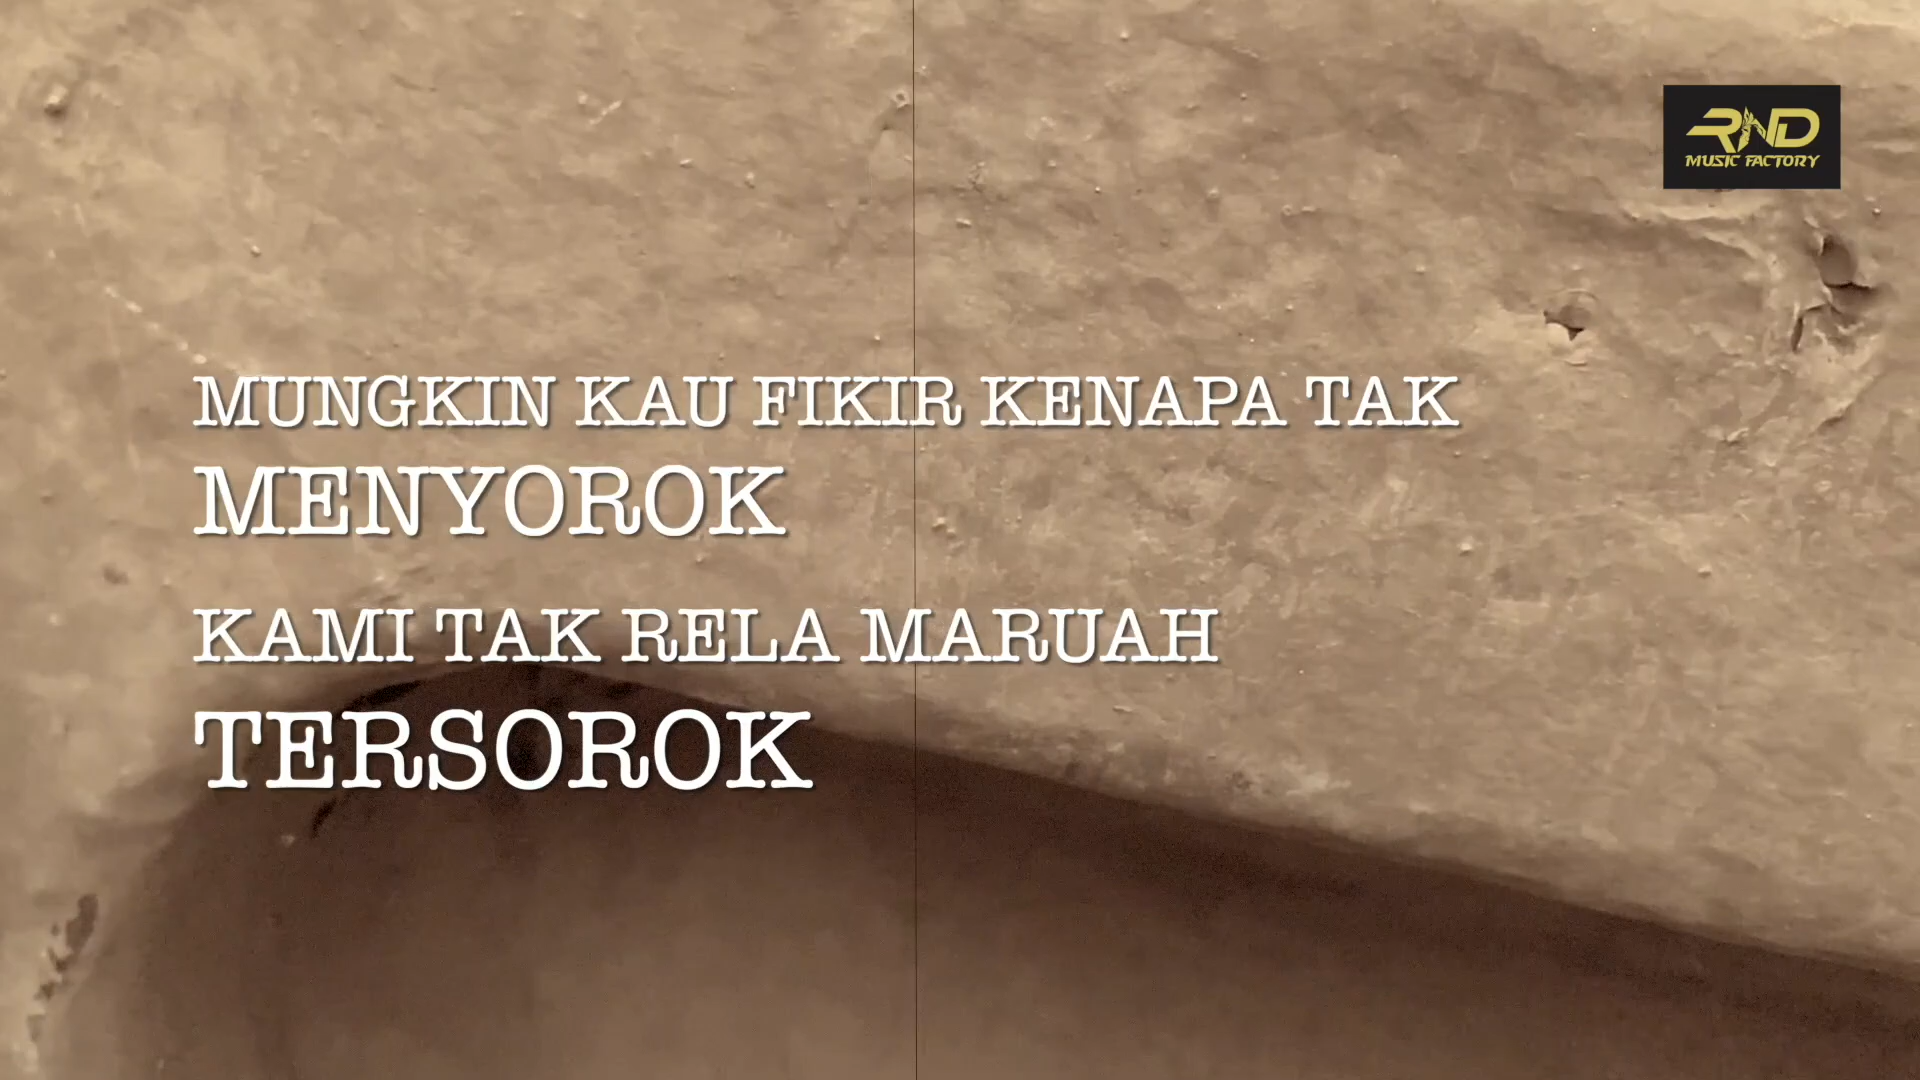 RND
MUSIC FACTORY
MUNGKIN KAU FIKIR KENAPA TAK
MENYOROK
KAMI TAK RELA MARUAH
TERSOROK